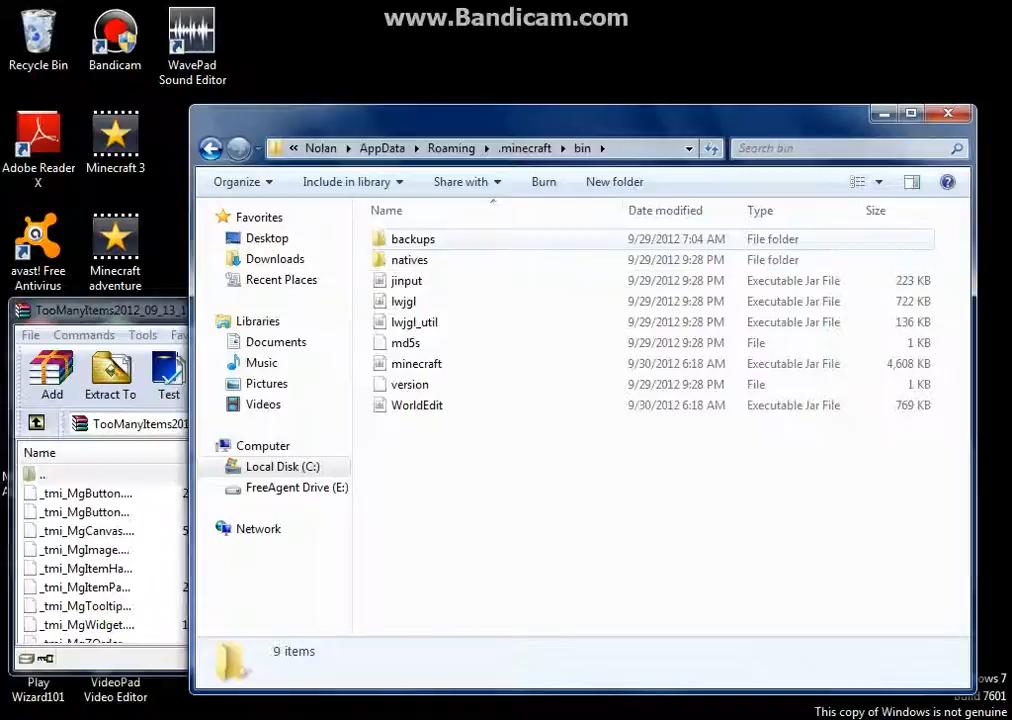 www.Bandicam.com
Recycle Bin
Bandicam
WavePad
Sound Editor
Adobe Reader
X
Minecraft 3
avast! Free
Antivirus
Minecraft
adventure
« Nolan AppData Roaming .minecraft bin
Search bin
Organize
Include in library
Share with
Burn
New folder
Name Date modified Type Size
Favorites
Desktop
Downloads
Recent Places
Libraries
Documents
Music
Pictures
Videos
Computer
Local Disk (C:)
FreeAgent Drive (E:)
Network
backups 9/29/2012 7:04 AM File folder
natives 9/29/2012 9:28 PM File folder
jinput 9/29/2012 9:28 PM Executable Jar File 223 KB
lwjgl 9/29/2012 9:28 PM Executable Jar File 722 KB
lwjgl_util 9/29/2012 9:28 PM Executable Jar File 136 KB
md5s 9/29/2012 9:28 PM File 1 KB
minecraft 9/30/2012 6:18 AM Executable Jar File 4,608 KB
version 9/29/2012 9:28 PM File 1 KB
WorldEdit 9/30/2012 6:18 AM Executable Jar File 769 KB
9 items
TooManyItems2012_09_13_1
File Commands Tools Fav
Add
Extract To
Test
TooManyItems201
Name
..
_tmi_MgButton.... 2
_tmi_MgButton...
_tmi_MgCanvas.... 5
_tmi_MgImage....
_tmi_MgItemHa...
_tmi_MgItemPa... 2
_tmi_MgTooltip...
_tmi_MgWidget.... 1
Play
Wizard101
VideoPad
Video Editor
ows 7
Build 7601
This copy of Windows is not genuine